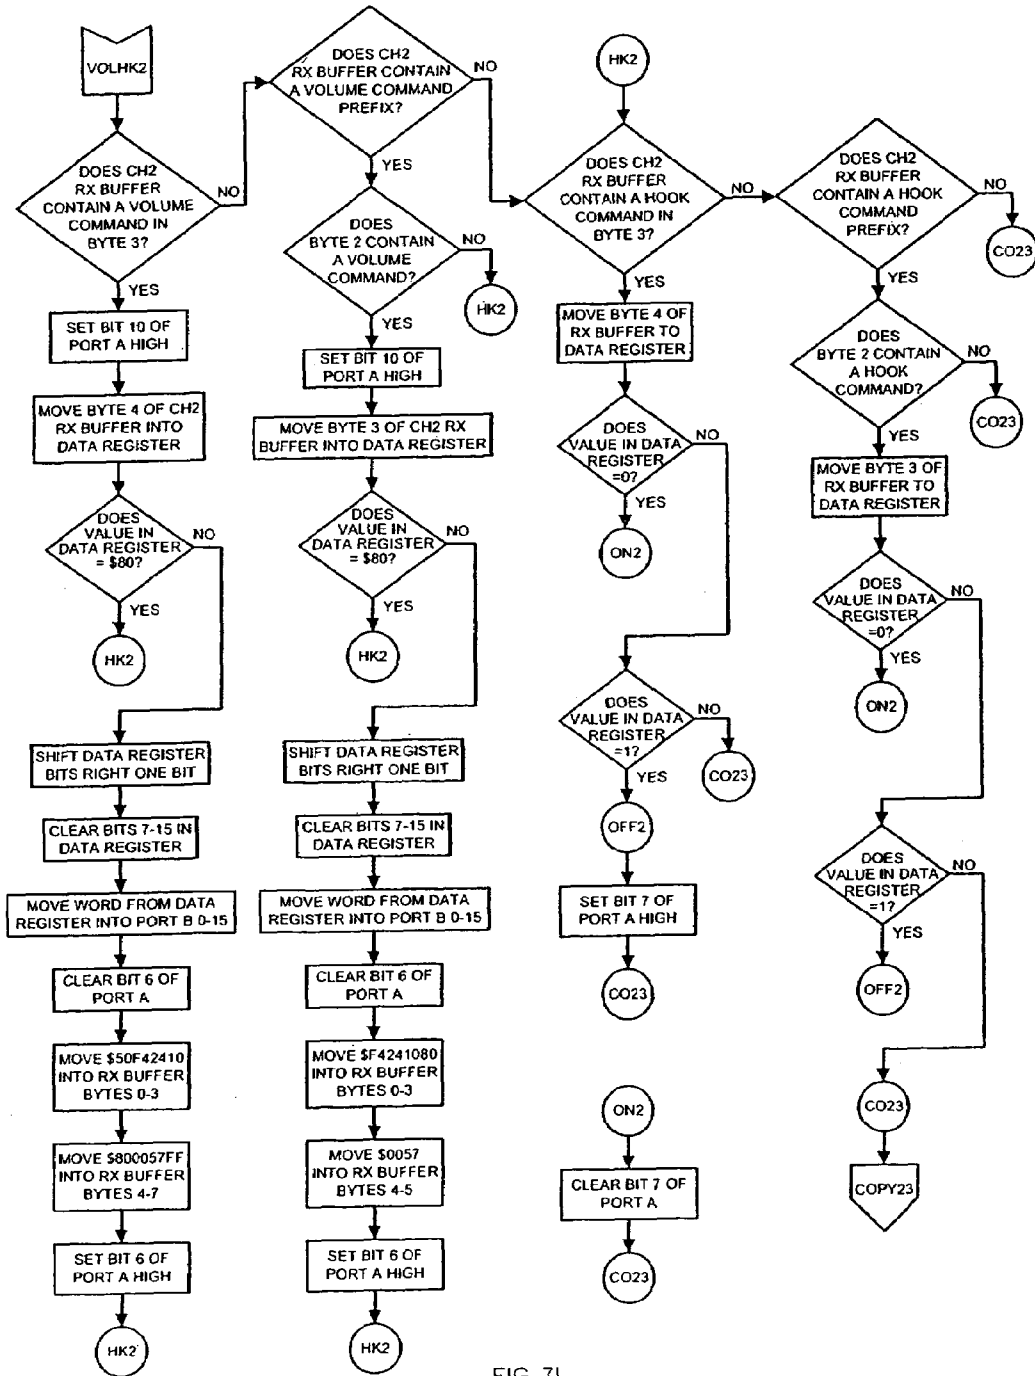 VOLHK2
DOES CH2
RX BUFFER
CONTAIN A VOLUME
COMMAND IN
BYTE 3?
NO
YES
SET BIT 10 OF
PORT A HIGH
MOVE BYTE 4 OF CH2
RX BUFFER INTO
DATA REGISTER
DOES
VALUE IN
DATA REGISTER
= $80?
NO
YES
HK2
SHIFT DATA REGISTER
BITS RIGHT ONE BIT
CLEAR BITS 7-15 IN
DATA REGISTER
MOVE WORD FROM DATA
REGISTER INTO PORT B 0-15
CLEAR BIT 6 OF
PORT A
MOVE $50F42410
INTO RX BUFFER
BYTES 0-3
MOVE $800057FF
INTO RX BUFFER
BYTES 4-7
SET BIT 6 OF
PORT A HIGH
HK2
DOES CH2
RX BUFFER CONTAIN
A VOLUME COMMAND
PREFIX?
NO
YES
DOES
BYTE 2 CONTAIN
A VOLUME
COMMAND?
NO
HK2
YES
SET BIT 10 OF
PORT A HIGH
MOVE BYTE 3 OF CH2 RX
BUFFER INTO DATA REGISTER
DOES
VALUE IN
DATA REGISTER
= $80?
NO
YES
HK2
SHIFT DATA REGISTER
BITS RIGHT ONE BIT
CLEAR BITS 7-15 IN
DATA REGISTER
MOVE WORD FROM DATA
REGISTER INTO PORT B 0-15
CLEAR BIT 6 OF
PORT A
MOVE $F4241080
INTO RX BUFFER
BYTES 0-3
MOVE $0057
INTO RX BUFFER
BYTES 4-5
SET BIT 6 OF
PORT A HIGH
HK2
HK2
DOES CH2
RX BUFFER
CONTAIN A HOOK
COMMAND IN
BYTE 3?
NO
YES
MOVE BYTE 4 OF
RX BUFFER TO
DATA REGISTER
DOES
VALUE IN DATA
REGISTER
=0?
NO
YES
ON2
DOES
VALUE IN DATA
REGISTER
=1?
NO
CO23
YES
OFF2
SET BIT 7 OF
PORT A HIGH
CO23
ON2
CLEAR BIT 7 OF
PORT A
CO23
DOES CH2
RX BUFFER
CONTAIN A HOOK
COMMAND
PREFIX?
NO
CO23
YES
DOES
BYTE 2 CONTAIN
A HOOK
COMMAND?
NO
CO23
YES
MOVE BYTE 3 OF
RX BUFFER TO
DATA REGISTER
DOES
VALUE IN DATA
REGISTER
=0?
NO
YES
ON2
DOES
VALUE IN DATA
REGISTER
=1?
NO
YES
OFF2
CO23
COPY23